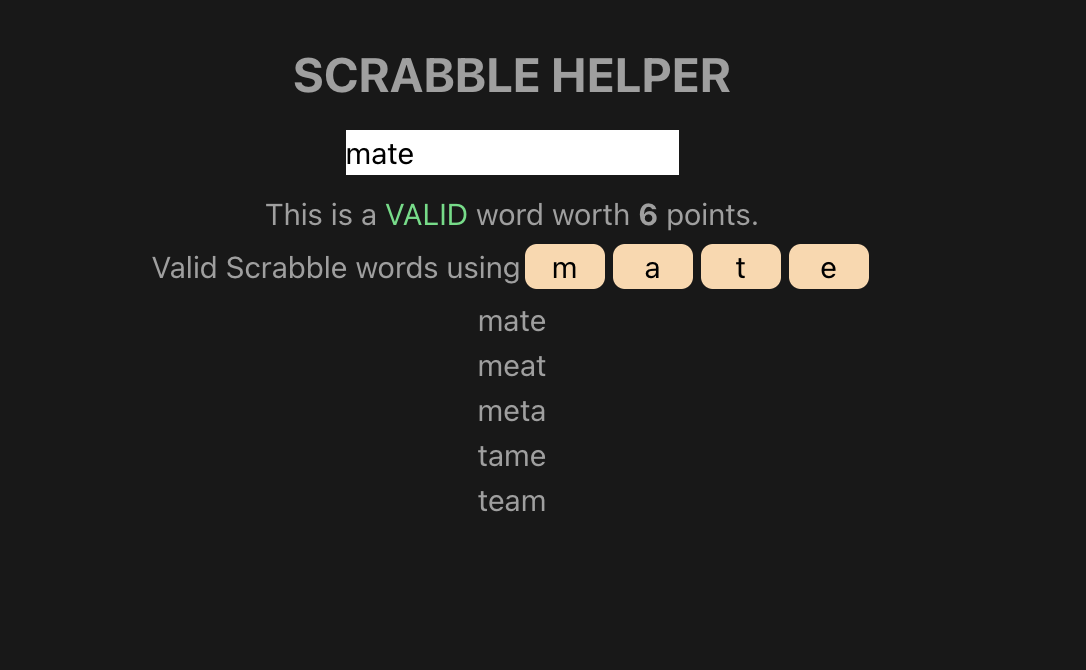 SCRABBLE HELPER
mate
This is a VALID word worth 6 points.
Valid Scrabble words using m a t e
mate
meat
meta
tame
team